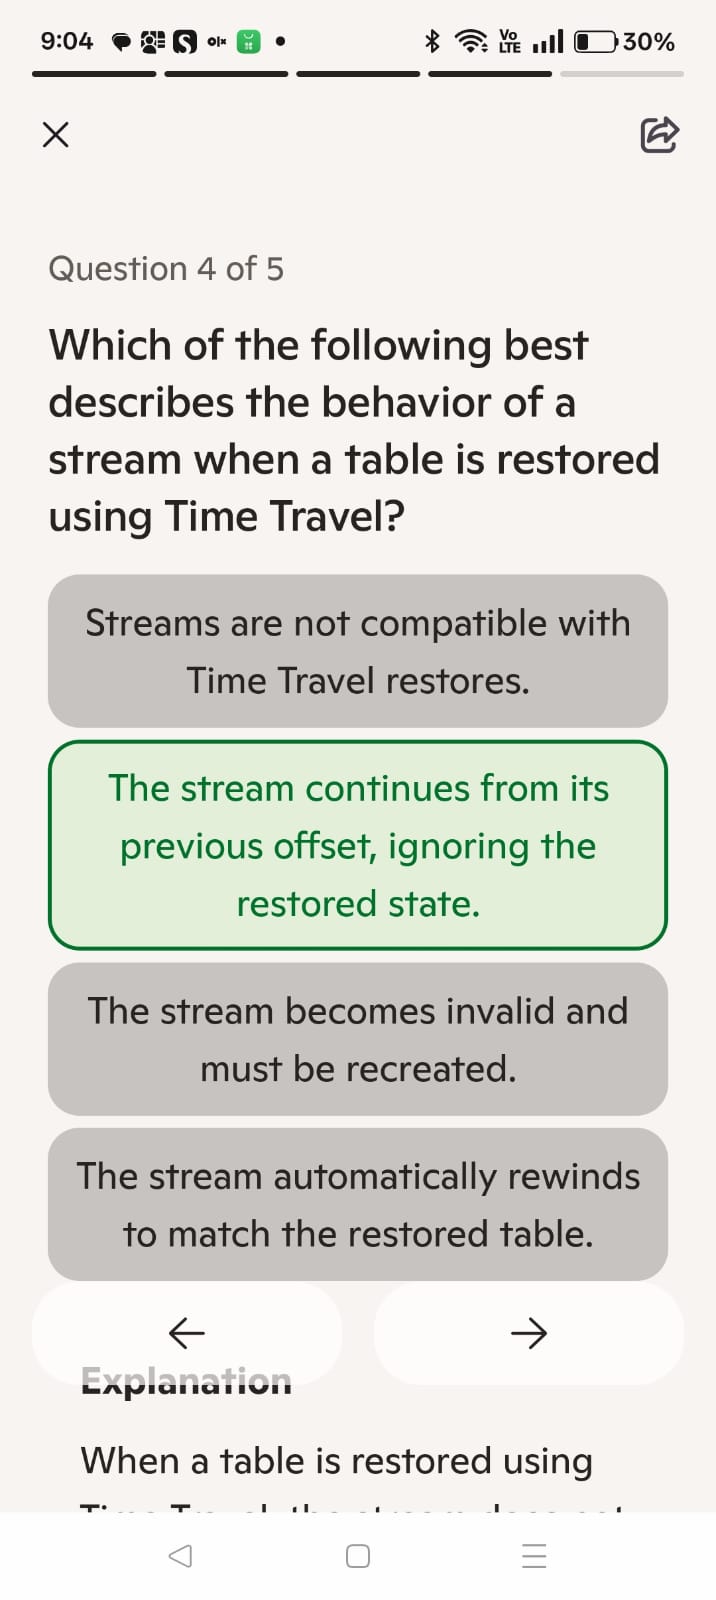 9:04
Vo
LTE
30%
Question 4 of 5
Which of the following best
describes the behavior of a
stream when a table is restored
using Time Travel?
Streams are not compatible with
Time Travel restores.
The stream continues from its
previous offset, ignoring the
restored state.
The stream becomes invalid and
must be recreated.
The stream automatically rewinds
to match the restored table.
Explanation
When a table is restored using